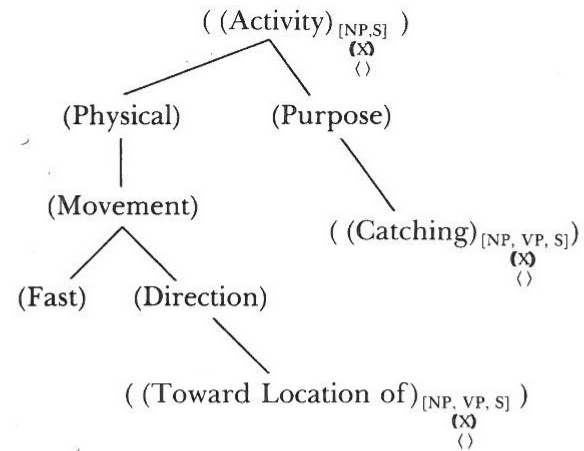 ( (Activity) [NP,S] )
(X)
⟨ ⟩
(Physical) (Purpose)
(Movement)
( (Catching) [NP, VP, S] )
(X)
⟨ ⟩
(Fast) (Direction)
( (Toward Location of) [NP, VP, S] )
(X)
⟨ ⟩